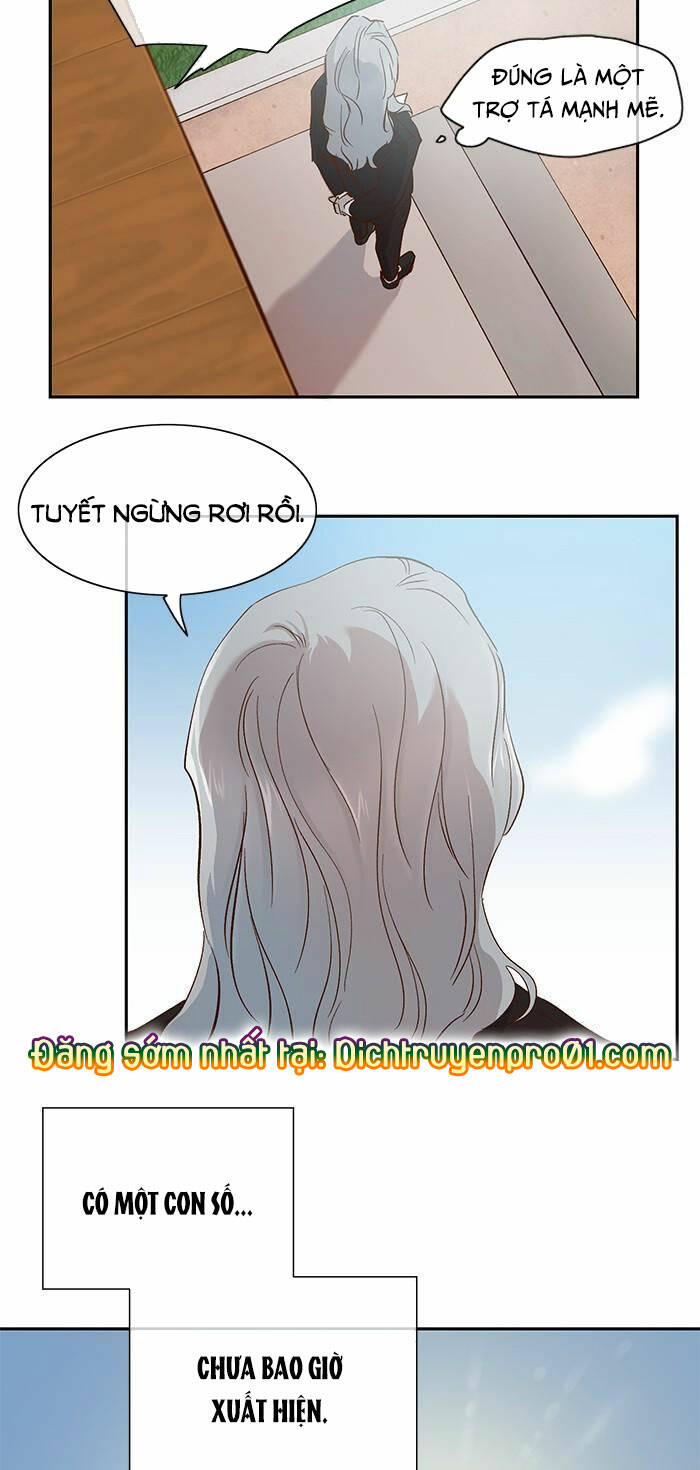 ĐÚNG LÀ MỘT
TRỢ TÁ MẠNH MẼ.
TUYẾT NGỪNG RƠI RỒI.
Đăng sớm nhất tại: Dichtruyenpro01.com
CÓ MỘT CON SỐ...
CHƯA BAO GIỜ
XUẤT HIỆN.